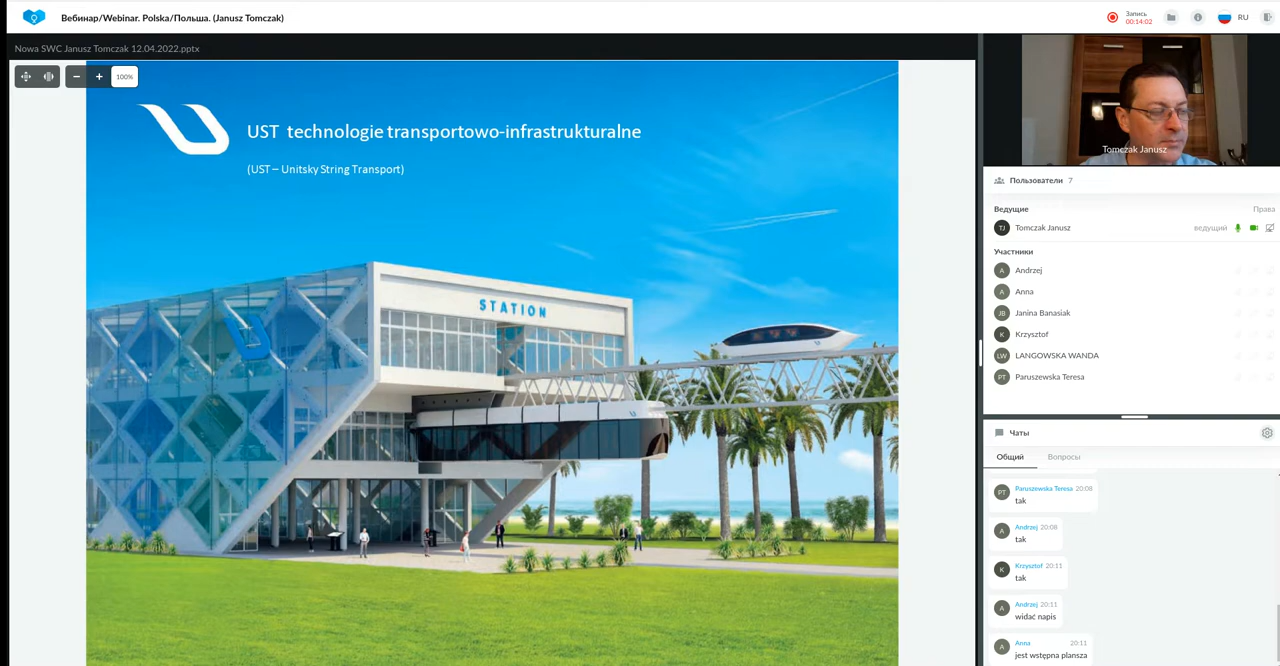 Вебинар/Webinar. Polska/Польша. (Janusz Tomczak)
Запись
00:14:02
RU
Nowa SWC Janusz Tomczak 12.04.2022.pptx
100%
UST technologie transportowo-infrastrukturalne
(UST – Unitsky String Transport)
STATION
Tomczak Janusz
Пользователи 7
Ведущие Права
TJ Tomczak Janusz ведущий
Участники
A Andrzej
A Anna
JB Janina Banasiak
K Krzysztof
LW LANGOWSKA WANDA
PT Paruszewska Teresa
Чаты
Общий Вопросы
PT Paruszewska Teresa 20:08
tak
A Andrzej 20:08
tak
K Krzysztof 20:11
tak
A Andrzej 20:11
widać napis
A Anna 20:11
jest wstępna plansza